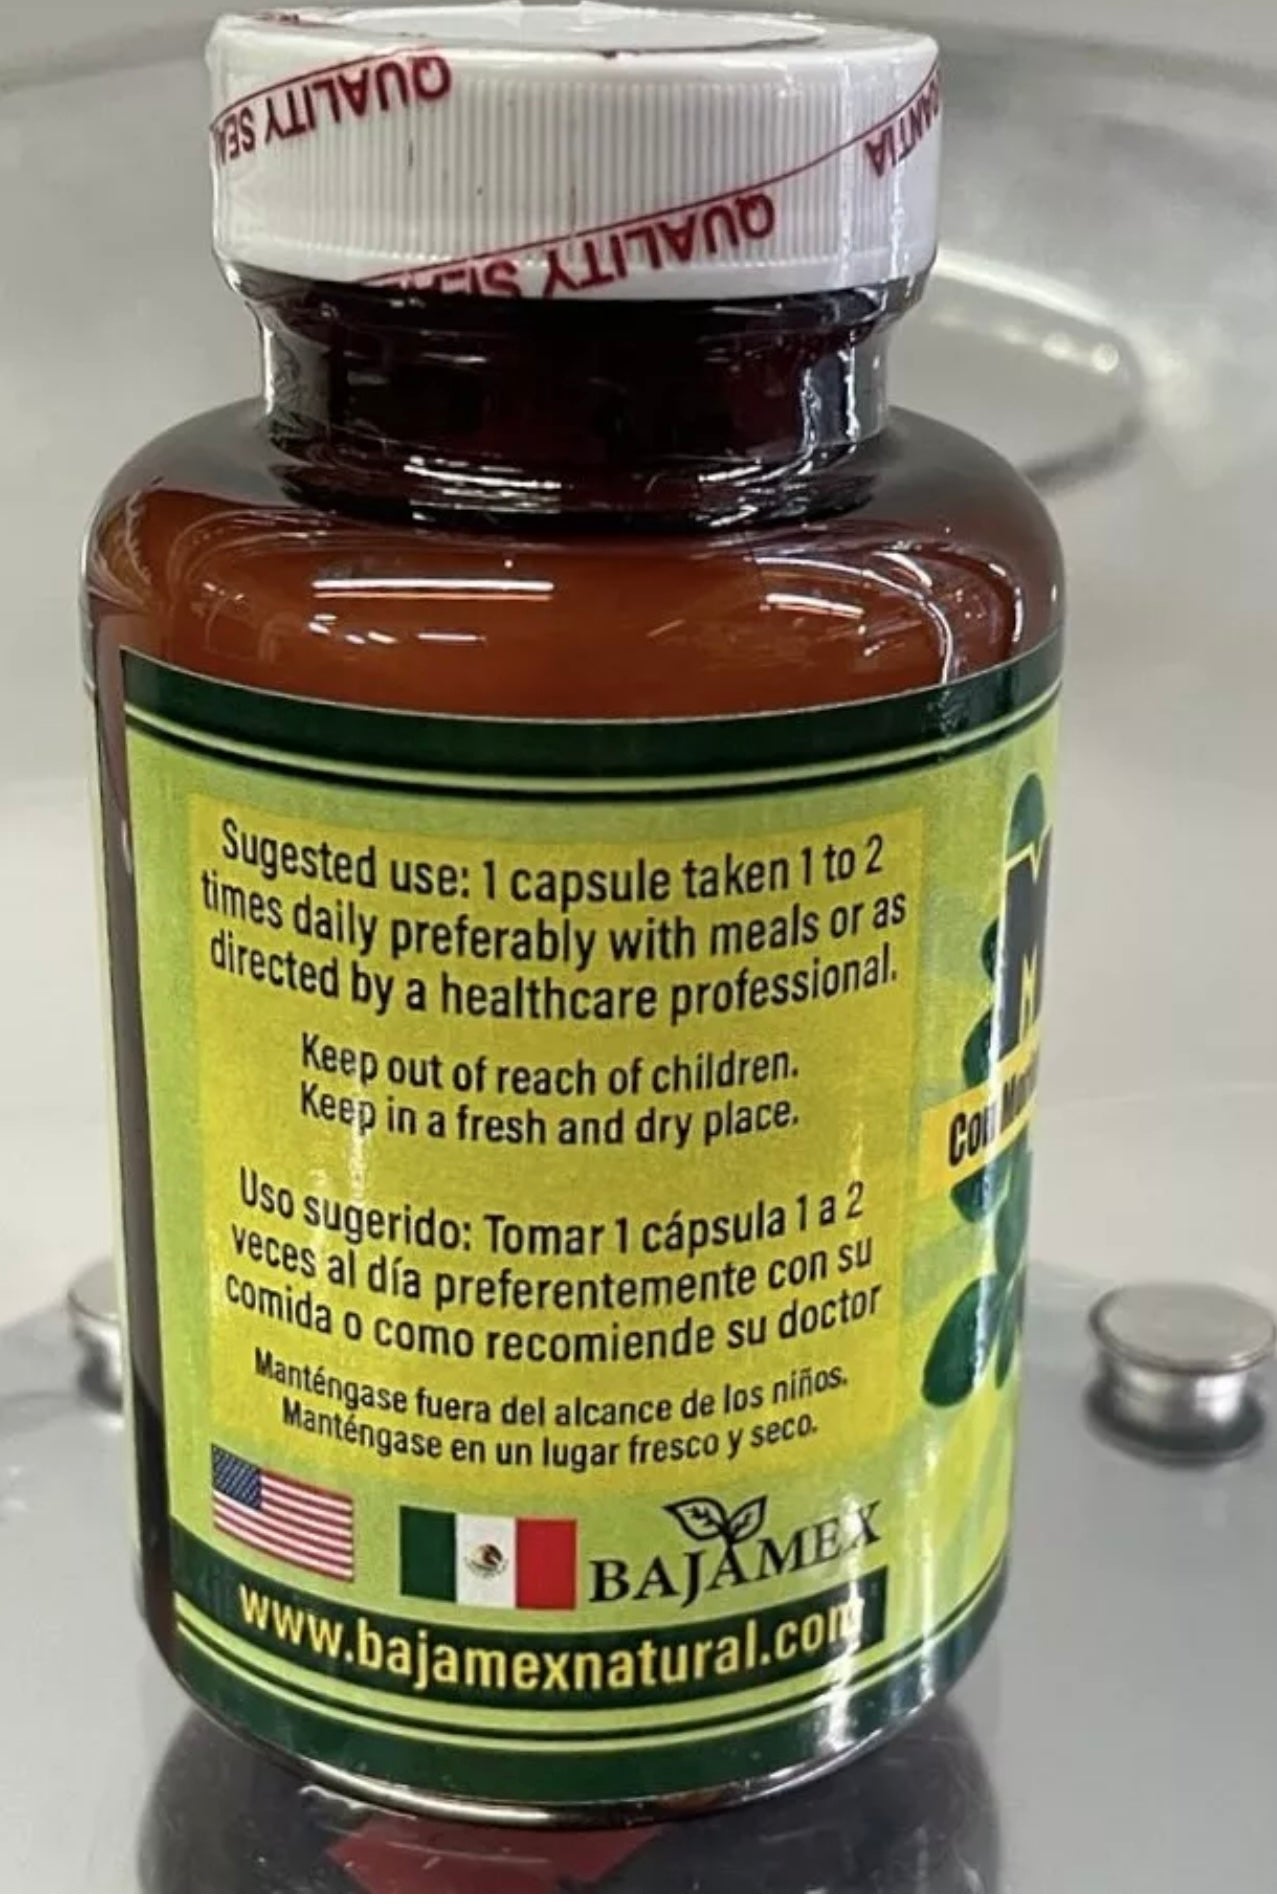 QUALITY
QUALITY
Sugested use: 1 capsule taken 1 to 2
times daily preferably with meals or as
directed by a healthcare professional.
Keep out of reach of children.
Keep in a fresh and dry place.
Uso sugerido: Tomar 1 cápsula 1 a 2
veces al día preferentemente con su
comida o como recomiende su doctor
Manténgase fuera del alcance de los niños.
Manténgase en un lugar fresco y seco.
Con
BAJAMEX
www.bajamexnatural.com